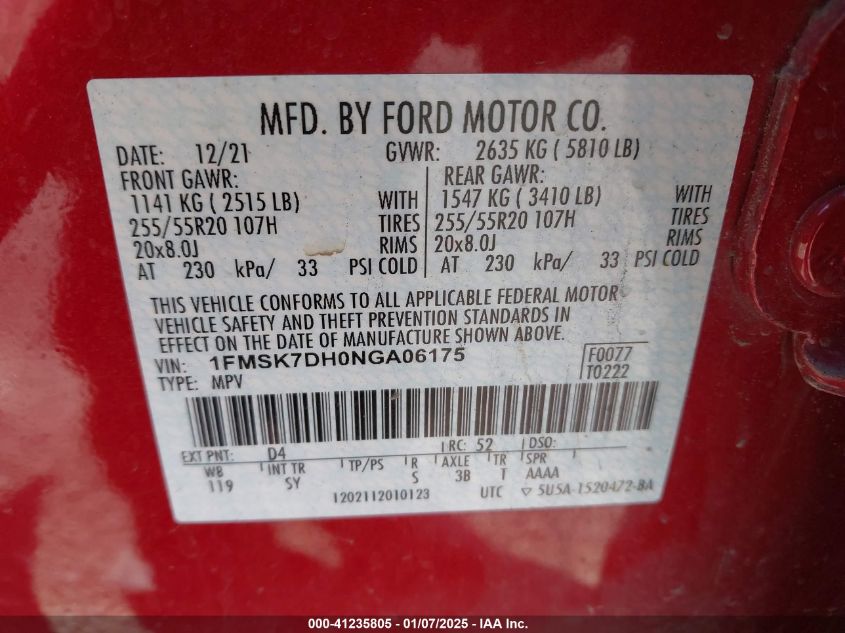 MFD. BY FORD MOTOR CO.
DATE: 12/21 GVWR: 2635 KG ( 5810 LB)
FRONT GAWR: REAR GAWR:
1141 KG ( 2515 LB) WITH 1547 KG ( 3410 LB) WITH
255/55R20 107H TIRES 255/55R20 107H TIRES
20x8.0J RIMS 20x8.0J RIMS
AT 230 kPa/ 33 PSI COLD AT 230 kPa/ 33 PSI COLD
THIS VEHICLE CONFORMS TO ALL APPLICABLE FEDERAL MOTOR
VEHICLE SAFETY AND THEFT PREVENTION STANDARDS IN
EFFECT ON THE DATE OF MANUFACTURE SHOWN ABOVE.
VIN: 1FMSK7DH0NGA06175 F0077
TYPE: MPV T0222
EXT PNT: D4 RC: 52 DSO:
WB INT TR TP/PS R AXLE TR SPR
119 SY S 3B T AAAA
1202112010123 UTC ▽ 5U5A-1520472-BA
000-41235805 - 01/07/2025 - IAA Inc.